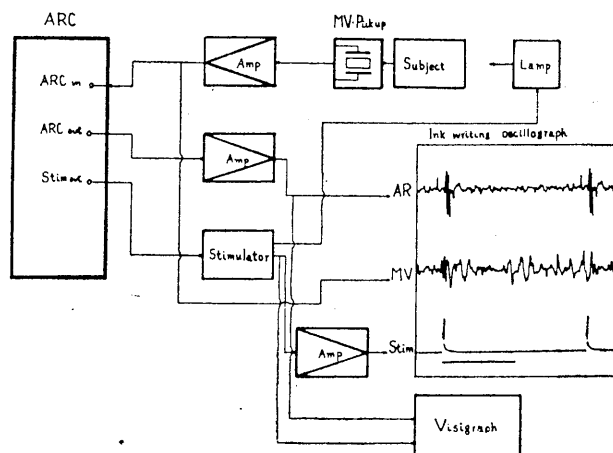 ARC
MV-Pickup
ARC in
Amp
Subject
Lamp
ARC out
Amp
Ink writing oscillograph
AR
Stim out
Stimulator
MV
Amp
Stim
Visigraph